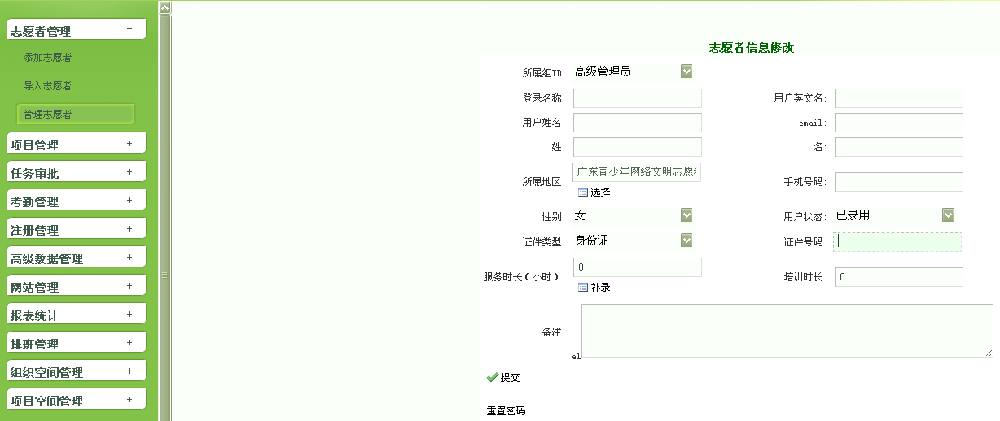 志愿者管理 -
添加志愿者
导入志愿者
管理志愿者
项目管理 +
任务审批 +
考勤管理 +
注册管理 +
高级数据管理 +
网站管理 +
报表统计 +
排班管理 +
组织空间管理 +
项目空间管理 +
志愿者信息修改
所属组ID: 高级管理员
登录名称: 用户英文名:
用户姓名: email:
姓: 名:
所属地区: 广东青少年网络文明志愿 手机号码:
选择
性别: 女 用户状态: 已录用
证件类型: 身份证 证件号码:
服务时长(小时): 0 培训时长: 0
补录
备注:
el
提交
重置密码